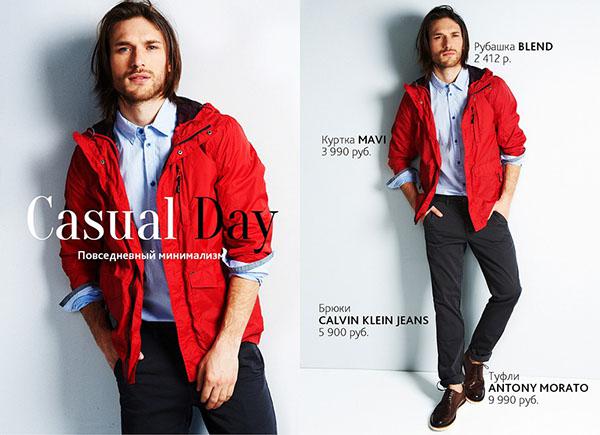 Casual Day
Повседневный минимализм
Рубашка BLEND
2 412 р.
Куртка MAVI
3 990 руб.
Брюки
CALVIN KLEIN JEANS
5 900 руб.
Туфли
ANTONY MORATO
9 990 руб.